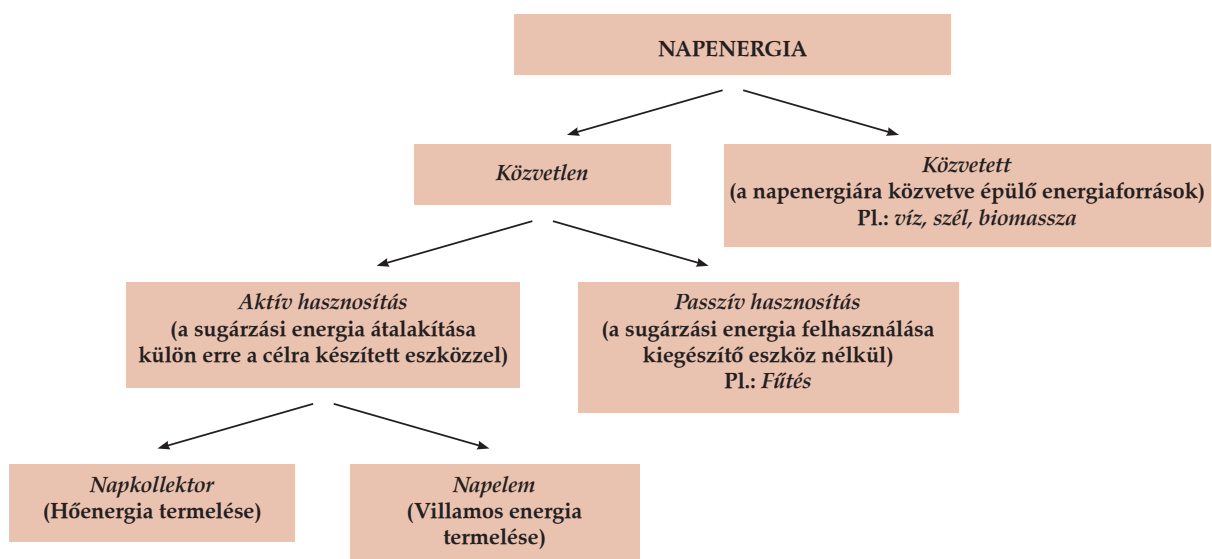 NAPENERGIA
Közvetlen
Közvetett
(a napenergiára közvetve épülő energiaforrások)
Pl.: víz, szél, biomassza
Aktív hasznosítás
(a sugárzási energia átalakítása
külön erre a célra készített eszközzel)
Passzív hasznosítás
(a sugárzási energia felhasználása
kiegészítő eszköz nélkül)
Pl.: Fűtés
Napkollektor
(Hőenergia termelése)
Napelem
(Villamos energia
termelése)